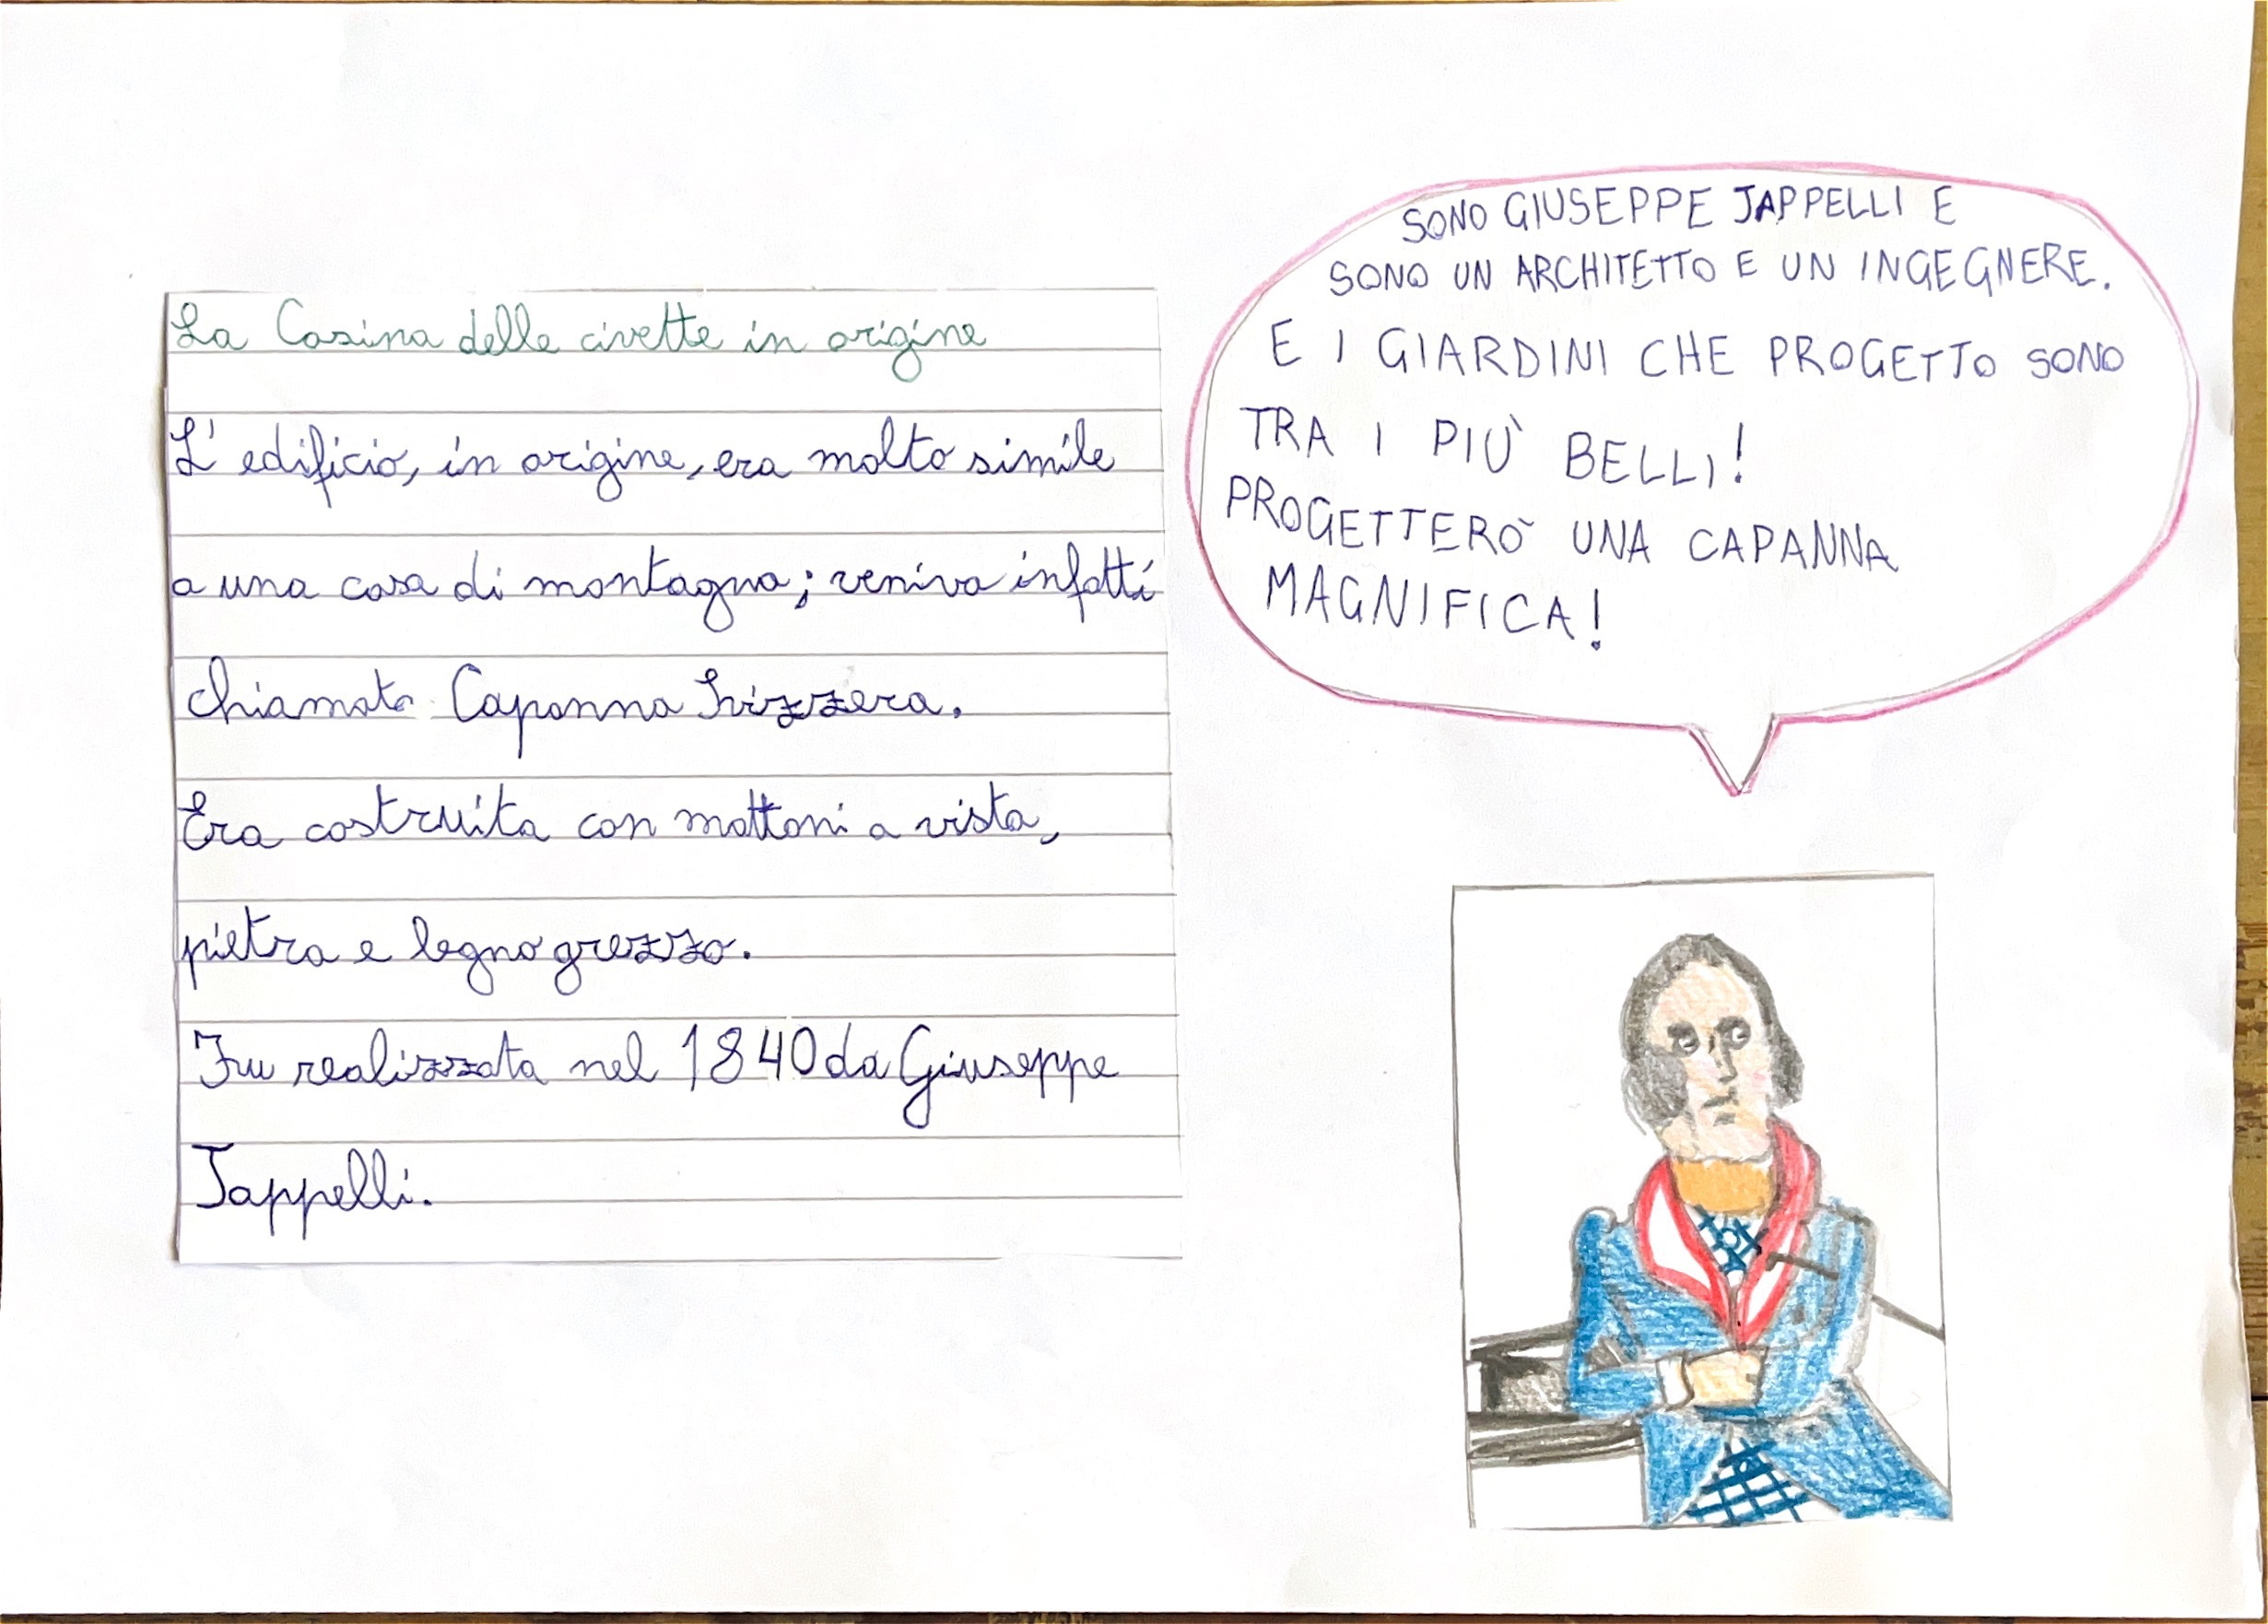 La Casina delle civette in origine
L'edificio, in origine, era molto simile
a una casa di montagna; veniva infatti
chiamato Capanna Svizzera.
Era costruita con mattoni a vista,
pietra e legno grezzo.
Fu realizzata nel 1840 da Giuseppe
Jappelli.
SONO GIUSEPPE JAPPELLI E
SONO UN ARCHITETTO E UN INGEGNERE.
E I GIARDINI CHE PROGETTO SONO
TRA I PIÙ BELLI!
PROGETTERÒ UNA CAPANNA
MAGNIFICA!